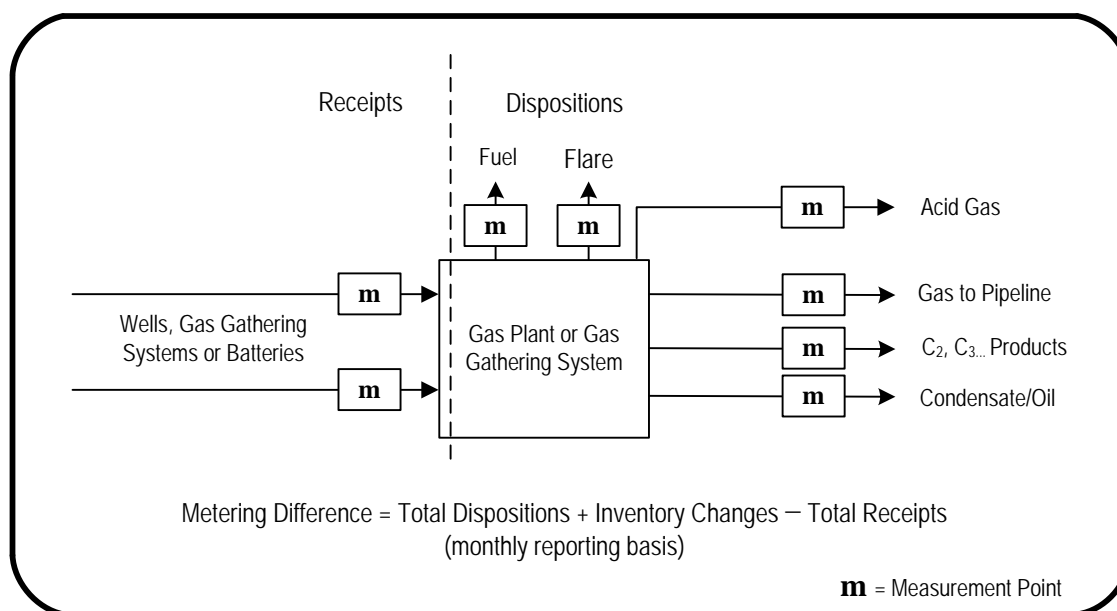 Receipts
Dispositions
Fuel
Flare
m
m
m
Acid Gas
m
m
Gas to Pipeline
Wells, Gas Gathering
Systems or Batteries
Gas Plant or Gas
Gathering System
m
C₂, C₃... Products
m
m
Condensate/Oil
Metering Difference = Total Dispositions + Inventory Changes − Total Receipts
(monthly reporting basis)
m = Measurement Point